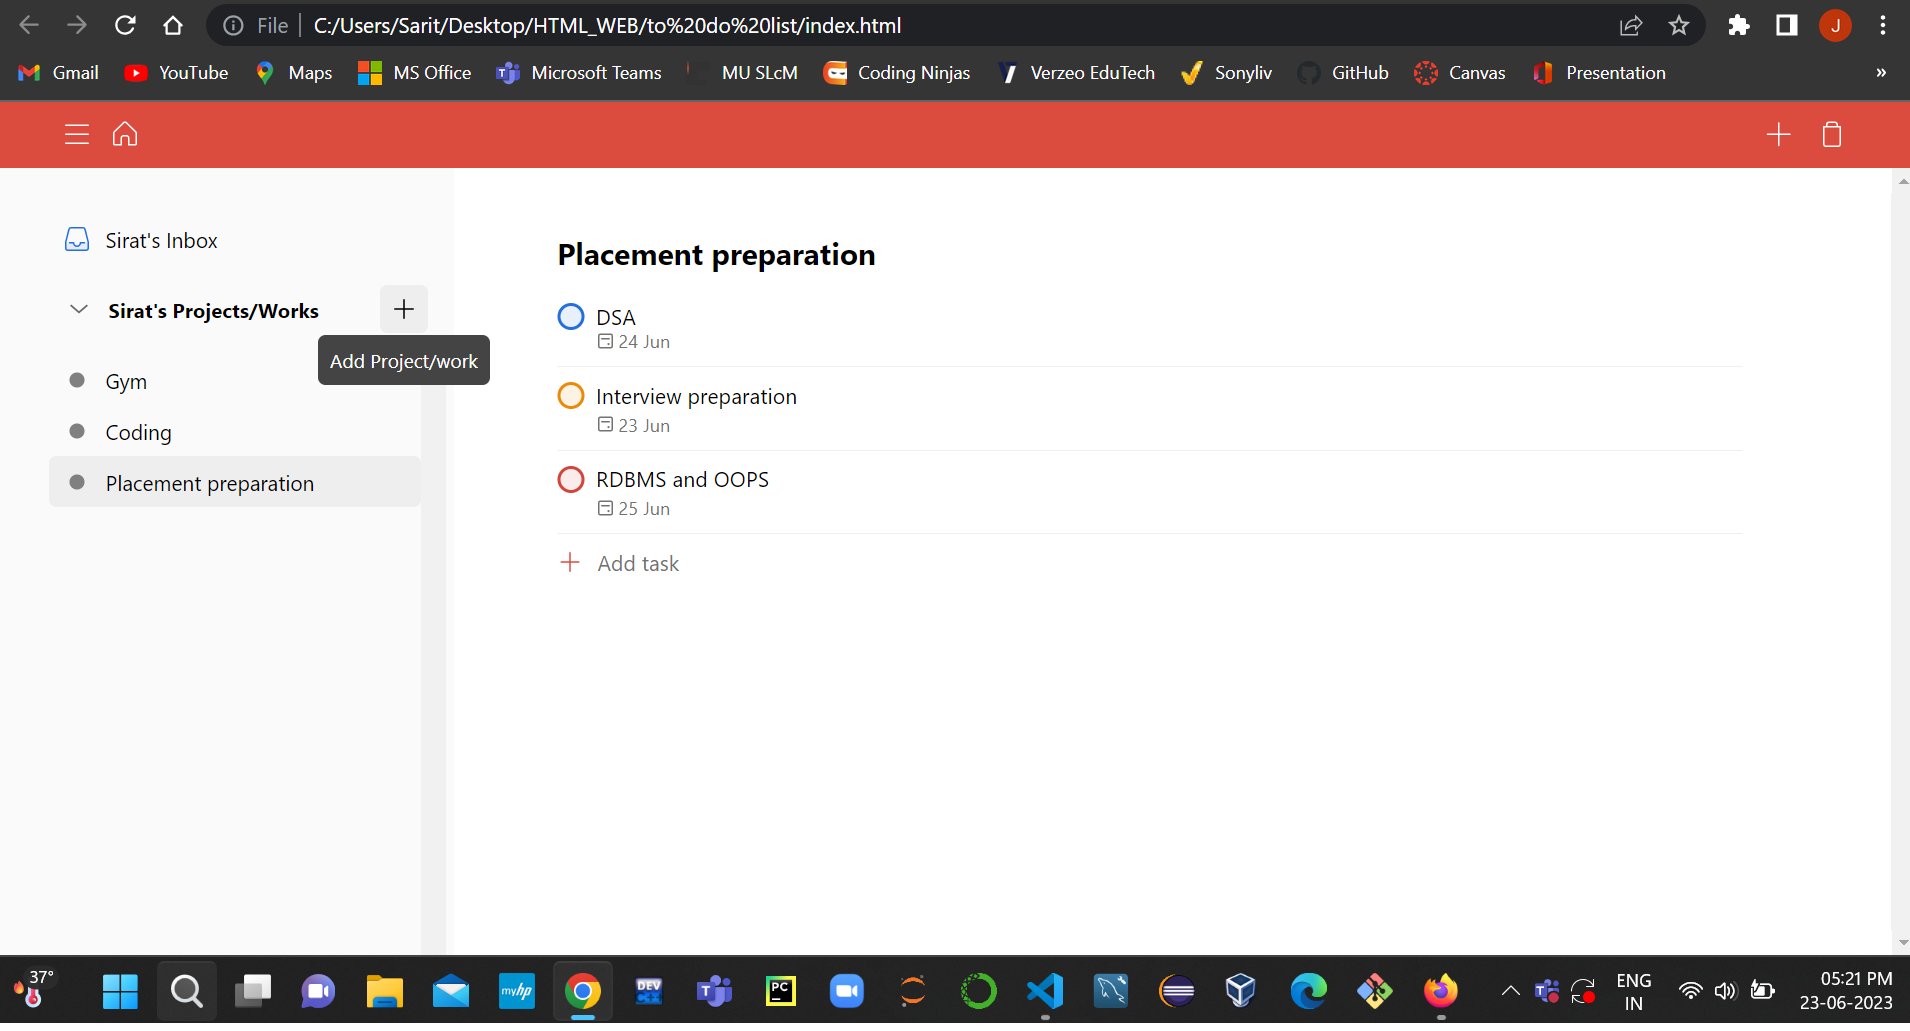 File C:/Users/Sarit/Desktop/HTML_WEB/to%20do%20list/index.html J
Gmail YouTube Maps MS Office Microsoft Teams MU SLcM Coding Ninjas Verzeo EduTech Sonyliv GitHub Canvas Presentation »
Sirat's Inbox
Sirat's Projects/Works
Add Project/work
Gym
Coding
Placement preparation
Placement preparation
DSA
24 Jun
Interview preparation
23 Jun
RDBMS and OOPS
25 Jun
Add task
37°
myhp
DEV
PC
ENG
IN
05:21 PM
23-06-2023